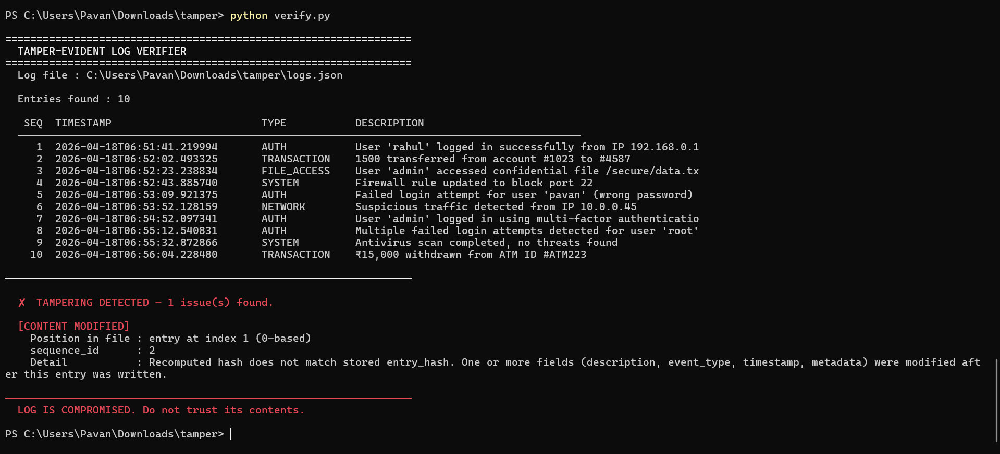 PS C:\Users\Pavan\Downloads\tamper> python verify.py
=================================================================
TAMPER-EVIDENT LOG VERIFIER
=================================================================
Log file : C:\Users\Pavan\Downloads\tamper\logs.json
Entries found : 10
SEQ  TIMESTAMP                        TYPE           DESCRIPTION
1  2026-04-18T06:51:41.219994       AUTH           User 'rahul' logged in successfully from IP 192.168.0.1
2  2026-04-18T06:52:02.493325       TRANSACTION    1500 transferred from account #1023 to #4587
3  2026-04-18T06:52:23.238834       FILE_ACCESS    User 'admin' accessed confidential file /secure/data.tx
4  2026-04-18T06:52:43.885740       SYSTEM         Firewall rule updated to block port 22
5  2026-04-18T06:53:09.921375       AUTH           Failed login attempt for user 'pavan' (wrong password)
6  2026-04-18T06:53:52.128159       NETWORK        Suspicious traffic detected from IP 10.0.0.45
7  2026-04-18T06:54:52.097341       AUTH           User 'admin' logged in using multi-factor authenticatio
8  2026-04-18T06:55:12.540831       AUTH           Multiple failed login attempts detected for user 'root'
9  2026-04-18T06:55:32.872866       SYSTEM         Antivirus scan completed, no threats found
10  2026-04-18T06:56:04.228480       TRANSACTION    ₹15,000 withdrawn from ATM ID #ATM223
✗  TAMPERING DETECTED — 1 issue(s) found.
[CONTENT MODIFIED]
Position in file : entry at index 1 (0-based)
sequence_id      : 2
Detail           : Recomputed hash does not match stored entry_hash. One or more fields (description, event_type, timestamp, metadata) were modified aft
er this entry was written.
LOG IS COMPROMISED. Do not trust its contents.
PS C:\Users\Pavan\Downloads\tamper>